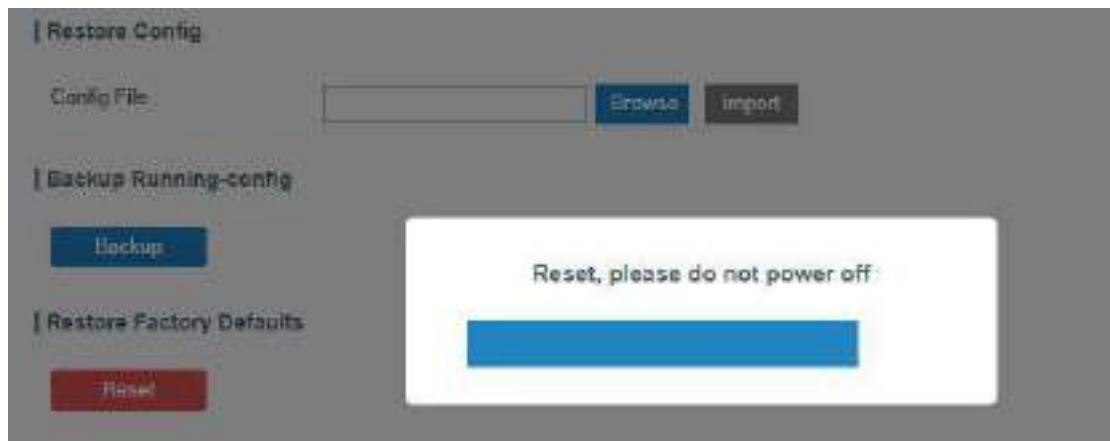 Restore Config
Config File
Browse Import
Backup Running-config
Backup
Reset, please do not power off
Restore Factory Defaults
Reset